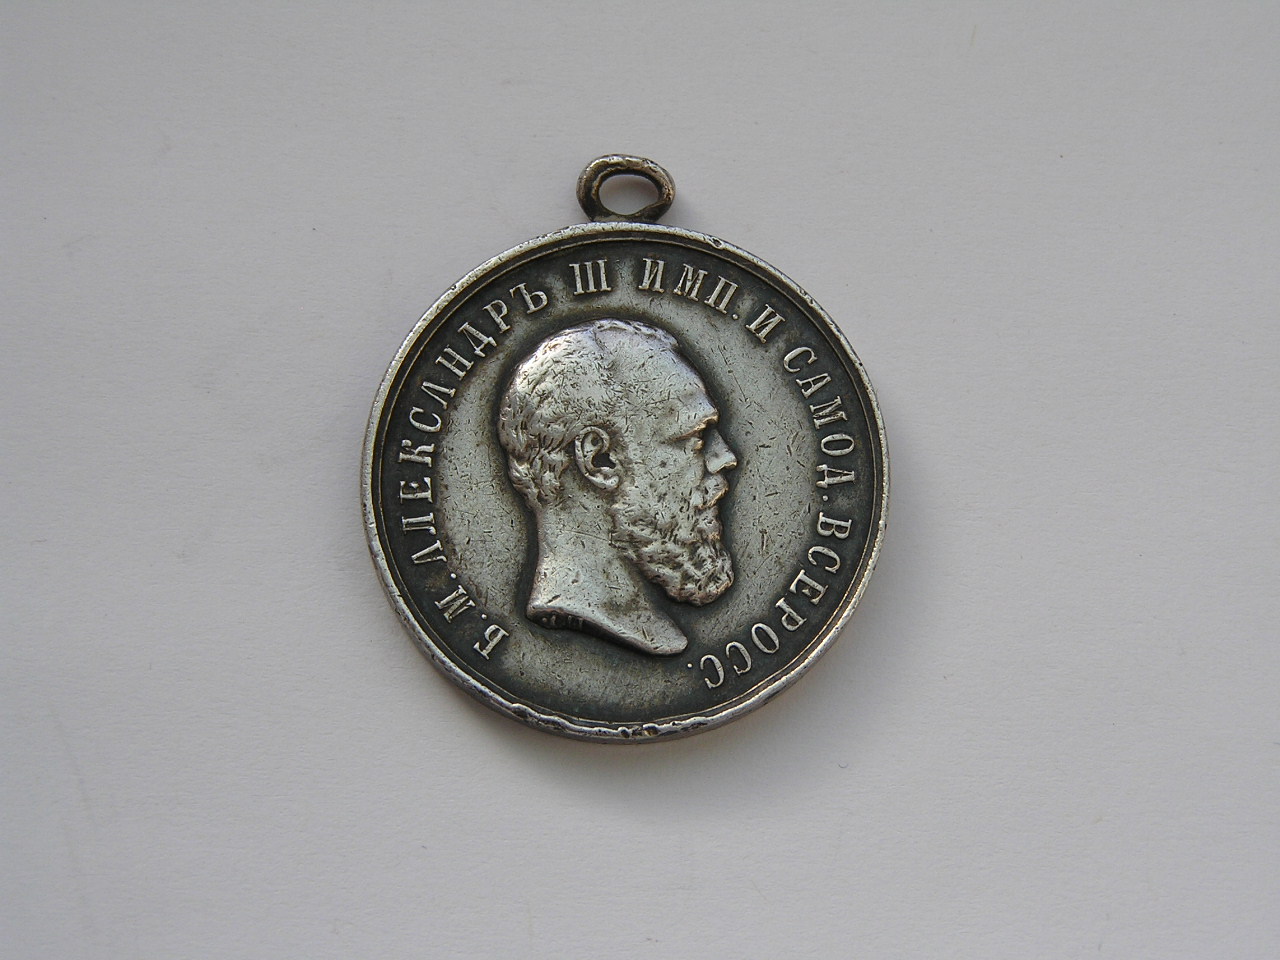 Б. М. АЛЕКСАНДРЪ III ИМП. И САМОД. ВСЕРОСС.